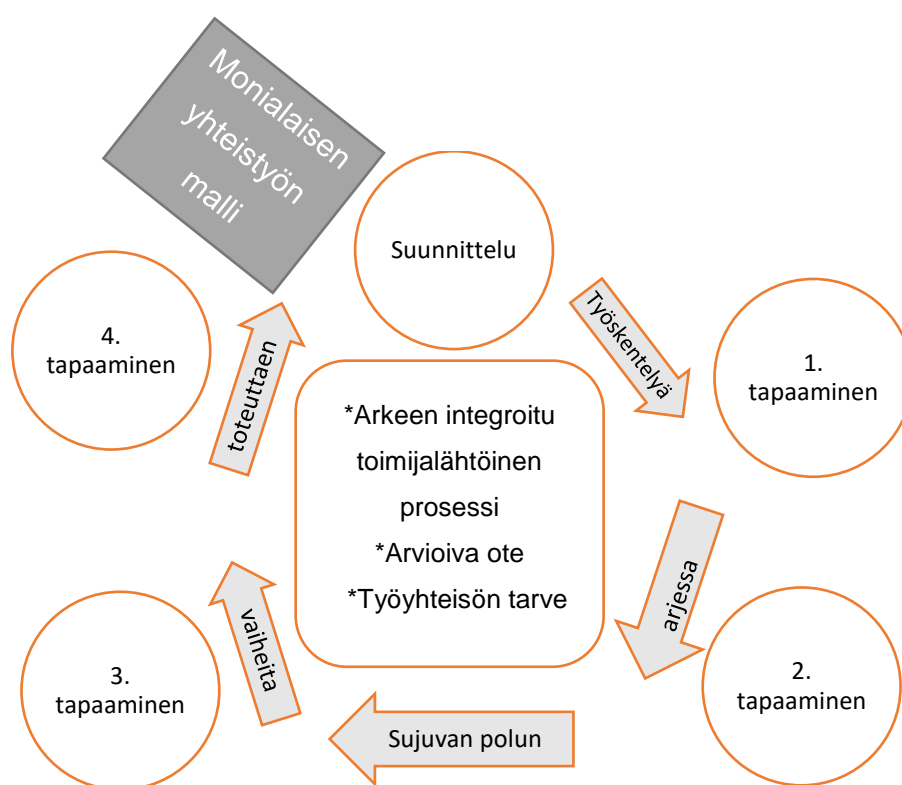 Monialaisen
yhteistyön
malli
Suunnittelu
Työskentelyä
1.
tapaaminen
arjessa
2.
tapaaminen
Sujuvan polun
3.
tapaaminen
vaiheita
4.
tapaaminen
toteuttaen
*Arkeen integroitu
toimijalähtöinen
prosessi
*Arvioiva ote
*Työyhteisön tarve